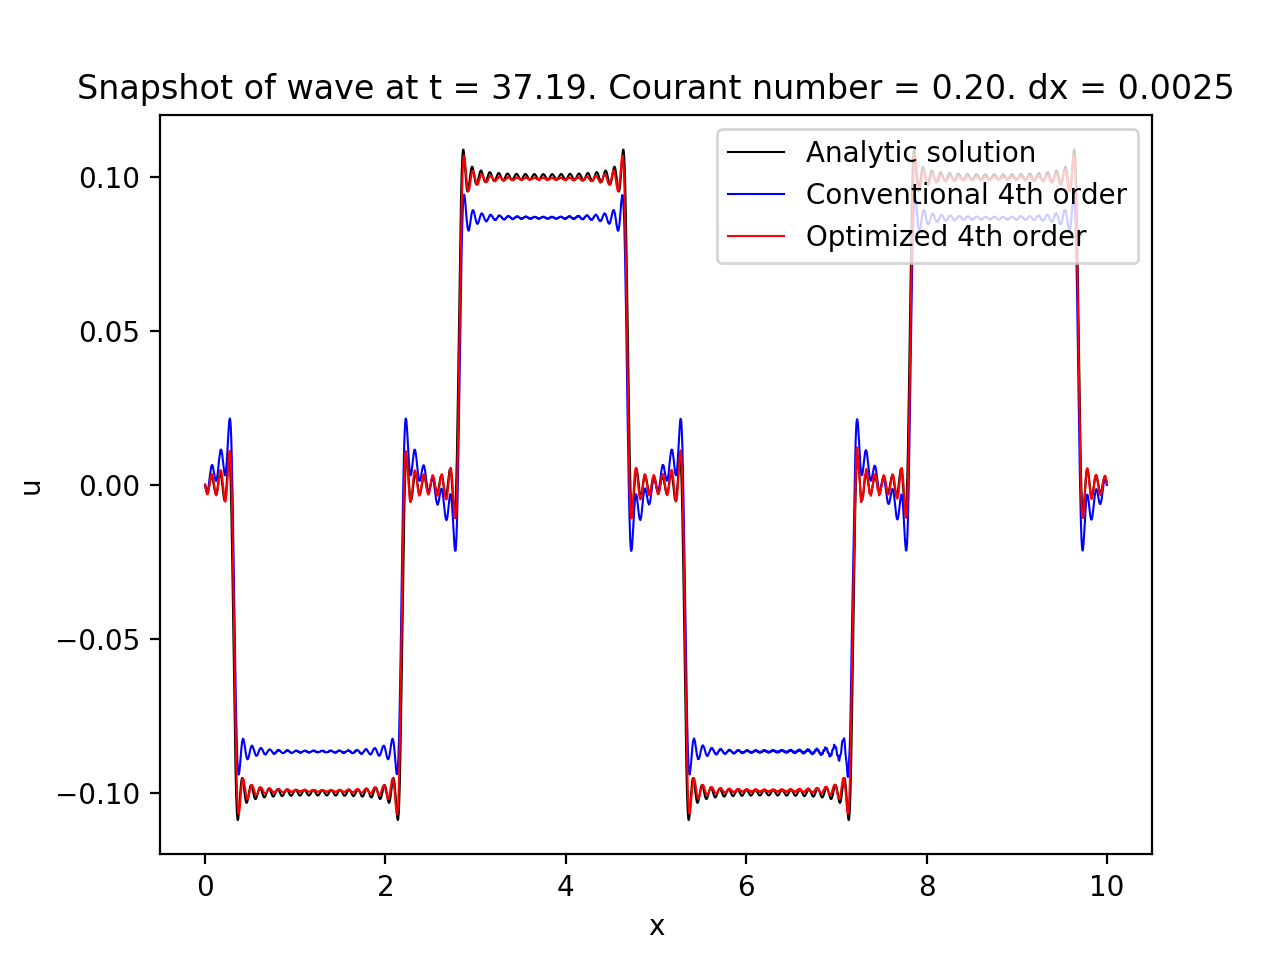 Snapshot of wave at t = 37.19. Courant number = 0.20. dx = 0.0025
Analytic solution
Conventional 4th order
Optimized 4th order
0.10
0.05
0.00
−0.05
−0.10
u
0 2 4 6 8 10
x